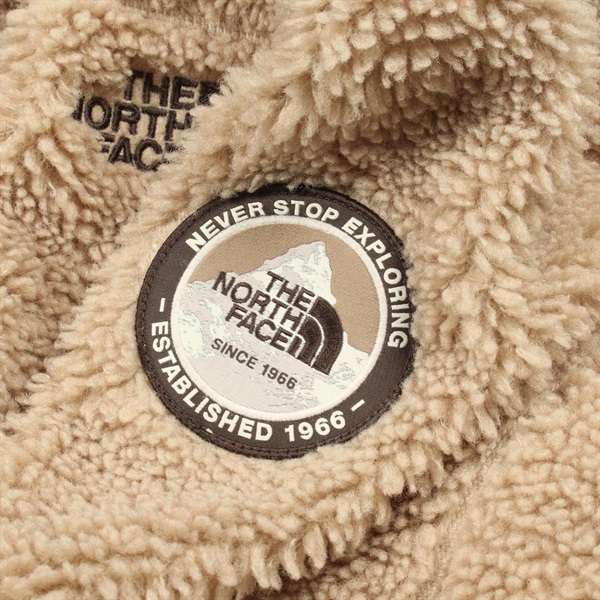 THE
NORTH
FACE
NEVER STOP EXPLORING
THE
NORTH
FACE
SINCE 1966
– ESTABLISHED 1966 –